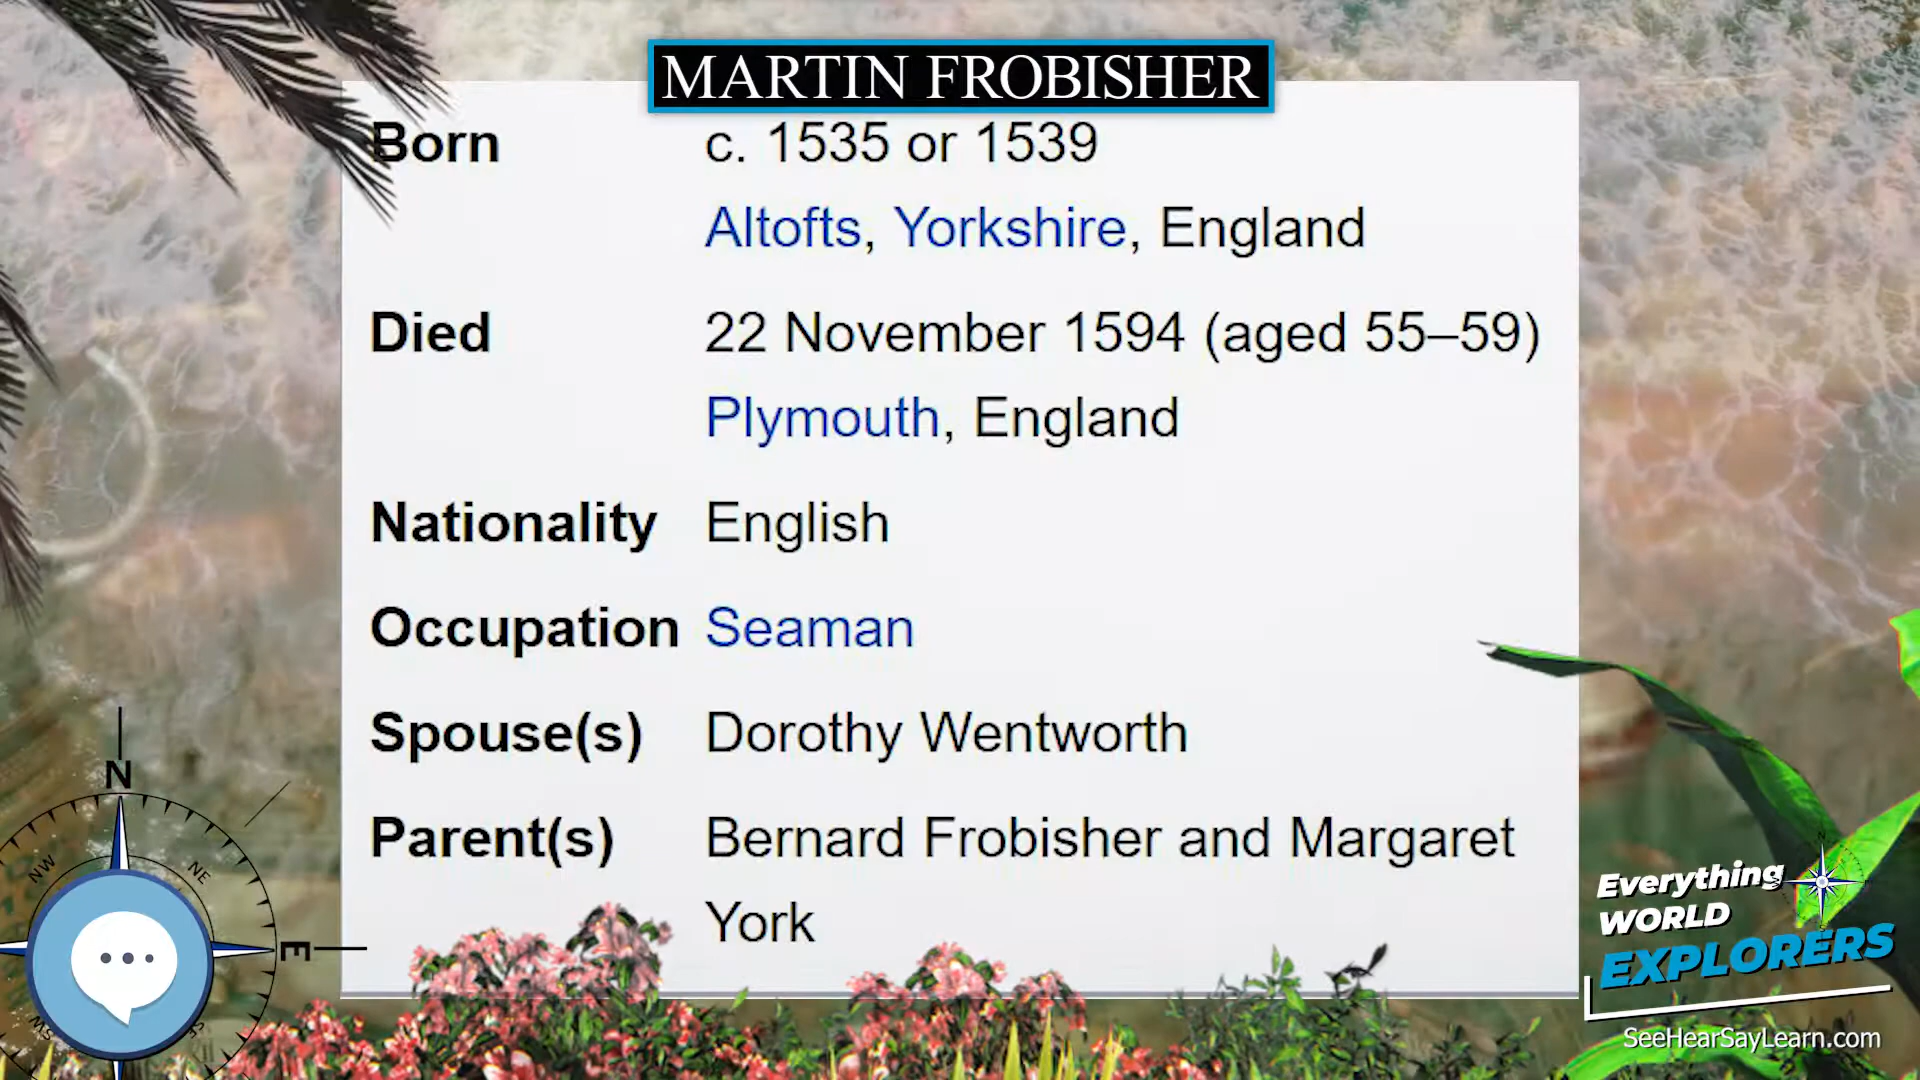 MARTIN FROBISHER
Born c. 1535 or 1539
Altofts, Yorkshire, England
Died 22 November 1594 (aged 55–59)
Plymouth, England
Nationality English
Occupation Seaman
Spouse(s) Dorothy Wentworth
Parent(s) Bernard Frobisher and Margaret
York
N
NW NE
E
Everything
WORLD
EXPLORERS
SeeHearSayLearn.com